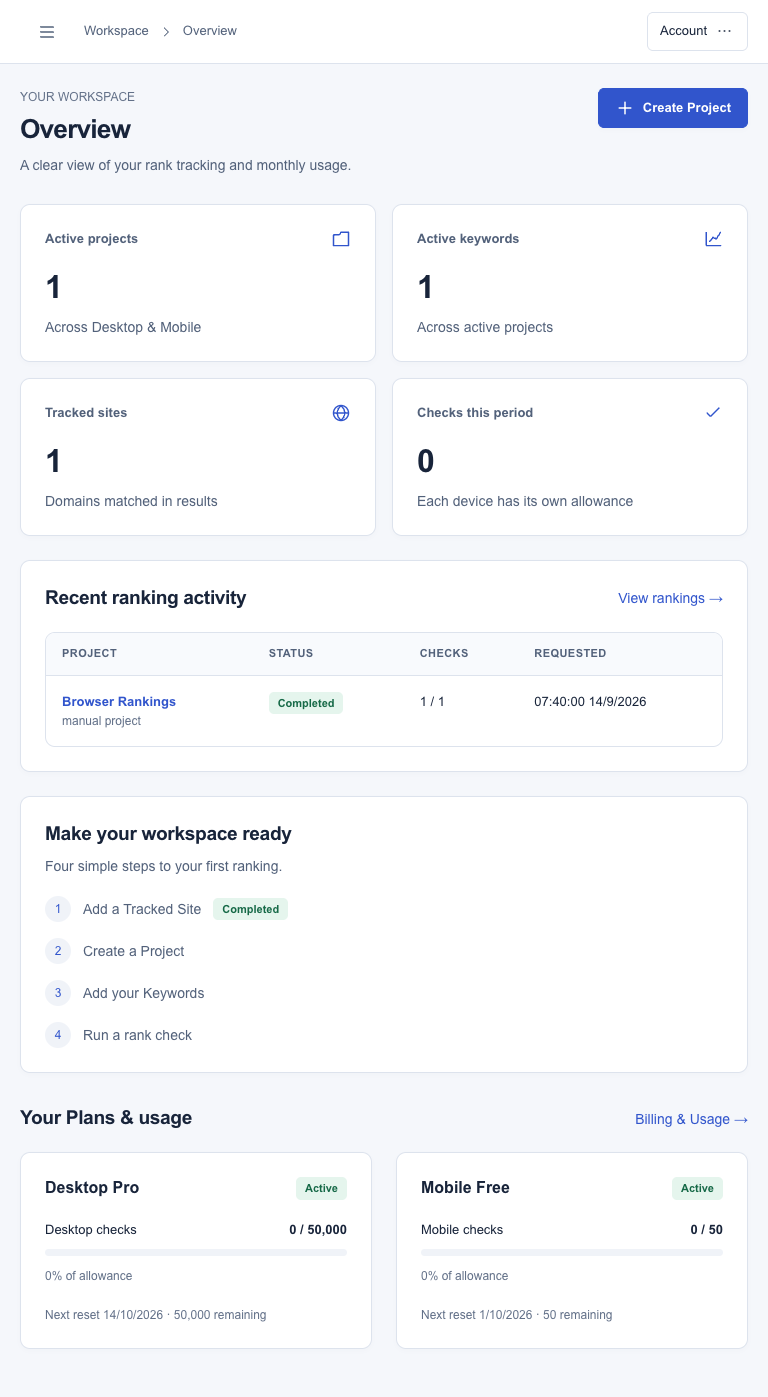 Workspace > Overview
Account ···
YOUR WORKSPACE
Overview
A clear view of your rank tracking and monthly usage.
Create Project
Active projects
1
Across Desktop & Mobile
Active keywords
1
Across active projects
Tracked sites
1
Domains matched in results
Checks this period
0
Each device has its own allowance
Recent ranking activity
View rankings →
PROJECT STATUS CHECKS REQUESTED
Browser Rankings Completed 1 / 1 07:40:00 14/9/2026
manual project
Make your workspace ready
Four simple steps to your first ranking.
1 Add a Tracked Site Completed
2 Create a Project
3 Add your Keywords
4 Run a rank check
Your Plans & usage
Billing & Usage →
Desktop Pro Active
Desktop checks 0 / 50,000
0% of allowance
Next reset 14/10/2026 · 50,000 remaining
Mobile Free Active
Mobile checks 0 / 50
0% of allowance
Next reset 1/10/2026 · 50 remaining